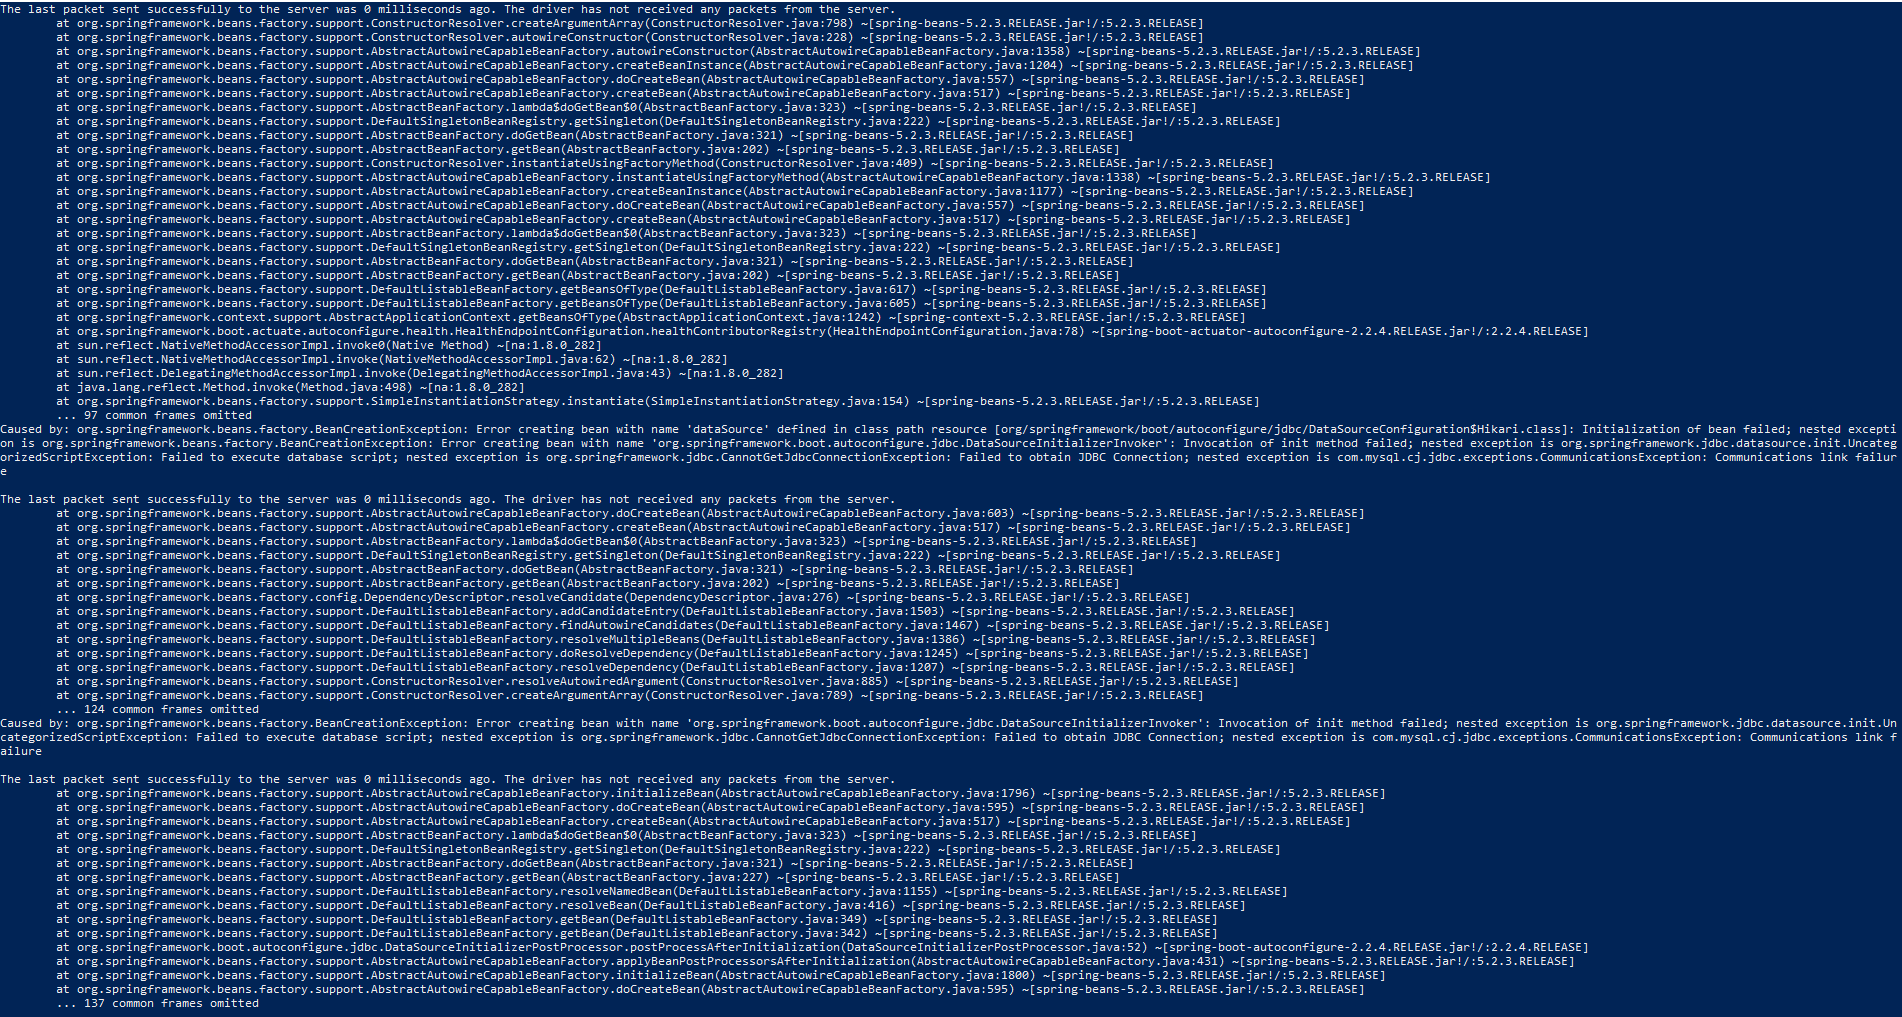 The last packet sent successfully to the server was 0 milliseconds ago. The driver has not received any packets from the server.
at org.springframework.beans.factory.support.ConstructorResolver.createArgumentArray(ConstructorResolver.java:798) ~[spring-beans-5.2.3.RELEASE.jar!/:5.2.3.RELEASE]
at org.springframework.beans.factory.support.ConstructorResolver.autowireConstructor(ConstructorResolver.java:228) ~[spring-beans-5.2.3.RELEASE.jar!/:5.2.3.RELEASE]
at org.springframework.beans.factory.support.AbstractAutowireCapableBeanFactory.autowireConstructor(AbstractAutowireCapableBeanFactory.java:1358) ~[spring-beans-5.2.3.RELEASE.jar!/:5.2.3.RELEASE]
at org.springframework.beans.factory.support.AbstractAutowireCapableBeanFactory.createBeanInstance(AbstractAutowireCapableBeanFactory.java:1204) ~[spring-beans-5.2.3.RELEASE.jar!/:5.2.3.RELEASE]
at org.springframework.beans.factory.support.AbstractAutowireCapableBeanFactory.doCreateBean(AbstractAutowireCapableBeanFactory.java:557) ~[spring-beans-5.2.3.RELEASE.jar!/:5.2.3.RELEASE]
at org.springframework.beans.factory.support.AbstractAutowireCapableBeanFactory.createBean(AbstractAutowireCapableBeanFactory.java:517) ~[spring-beans-5.2.3.RELEASE.jar!/:5.2.3.RELEASE]
at org.springframework.beans.factory.support.AbstractBeanFactory.lambda$doGetBean$0(AbstractBeanFactory.java:323) ~[spring-beans-5.2.3.RELEASE.jar!/:5.2.3.RELEASE]
at org.springframework.beans.factory.support.DefaultSingletonBeanRegistry.getSingleton(DefaultSingletonBeanRegistry.java:222) ~[spring-beans-5.2.3.RELEASE.jar!/:5.2.3.RELEASE]
at org.springframework.beans.factory.support.AbstractBeanFactory.doGetBean(AbstractBeanFactory.java:321) ~[spring-beans-5.2.3.RELEASE.jar!/:5.2.3.RELEASE]
at org.springframework.beans.factory.support.AbstractBeanFactory.getBean(AbstractBeanFactory.java:202) ~[spring-beans-5.2.3.RELEASE.jar!/:5.2.3.RELEASE]
at org.springframework.beans.factory.support.ConstructorResolver.instantiateUsingFactoryMethod(ConstructorResolver.java:409) ~[spring-beans-5.2.3.RELEASE.jar!/:5.2.3.RELEASE]
at org.springframework.beans.factory.support.AbstractAutowireCapableBeanFactory.instantiateUsingFactoryMethod(AbstractAutowireCapableBeanFactory.java:1338) ~[spring-beans-5.2.3.RELEASE.jar!/:5.2.3.RELEASE]
at org.springframework.beans.factory.support.AbstractAutowireCapableBeanFactory.createBeanInstance(AbstractAutowireCapableBeanFactory.java:1177) ~[spring-beans-5.2.3.RELEASE.jar!/:5.2.3.RELEASE]
at org.springframework.beans.factory.support.AbstractAutowireCapableBeanFactory.doCreateBean(AbstractAutowireCapableBeanFactory.java:557) ~[spring-beans-5.2.3.RELEASE.jar!/:5.2.3.RELEASE]
at org.springframework.beans.factory.support.AbstractAutowireCapableBeanFactory.createBean(AbstractAutowireCapableBeanFactory.java:517) ~[spring-beans-5.2.3.RELEASE.jar!/:5.2.3.RELEASE]
at org.springframework.beans.factory.support.AbstractBeanFactory.lambda$doGetBean$0(AbstractBeanFactory.java:323) ~[spring-beans-5.2.3.RELEASE.jar!/:5.2.3.RELEASE]
at org.springframework.beans.factory.support.DefaultSingletonBeanRegistry.getSingleton(DefaultSingletonBeanRegistry.java:222) ~[spring-beans-5.2.3.RELEASE.jar!/:5.2.3.RELEASE]
at org.springframework.beans.factory.support.AbstractBeanFactory.doGetBean(AbstractBeanFactory.java:321) ~[spring-beans-5.2.3.RELEASE.jar!/:5.2.3.RELEASE]
at org.springframework.beans.factory.support.AbstractBeanFactory.getBean(AbstractBeanFactory.java:202) ~[spring-beans-5.2.3.RELEASE.jar!/:5.2.3.RELEASE]
at org.springframework.beans.factory.support.DefaultListableBeanFactory.getBeansOfType(DefaultListableBeanFactory.java:617) ~[spring-beans-5.2.3.RELEASE.jar!/:5.2.3.RELEASE]
at org.springframework.beans.factory.support.DefaultListableBeanFactory.getBeansOfType(DefaultListableBeanFactory.java:605) ~[spring-beans-5.2.3.RELEASE.jar!/:5.2.3.RELEASE]
at org.springframework.context.support.AbstractApplicationContext.getBeansOfType(AbstractApplicationContext.java:1242) ~[spring-context-5.2.3.RELEASE.jar!/:5.2.3.RELEASE]
at org.springframework.boot.actuate.autoconfigure.health.HealthEndpointConfiguration.healthContributorRegistry(HealthEndpointConfiguration.java:78) ~[spring-boot-actuator-autoconfigure-2.2.4.RELEASE.jar!/:2.2.4.RELEASE]
at sun.reflect.NativeMethodAccessorImpl.invoke0(Native Method) ~[na:1.8.0_282]
at sun.reflect.NativeMethodAccessorImpl.invoke(NativeMethodAccessorImpl.java:62) ~[na:1.8.0_282]
at sun.reflect.DelegatingMethodAccessorImpl.invoke(DelegatingMethodAccessorImpl.java:43) ~[na:1.8.0_282]
at java.lang.reflect.Method.invoke(Method.java:498) ~[na:1.8.0_282]
at org.springframework.beans.factory.support.SimpleInstantiationStrategy.instantiate(SimpleInstantiationStrategy.java:154) ~[spring-beans-5.2.3.RELEASE.jar!/:5.2.3.RELEASE]
... 97 common frames omitted
Caused by: org.springframework.beans.factory.BeanCreationException: Error creating bean with name 'dataSource' defined in class path resource [org/springframework/boot/autoconfigure/jdbc/DataSourceConfiguration$Hikari.class]: Initialization of bean failed; nested excepti
on is org.springframework.beans.factory.BeanCreationException: Error creating bean with name 'org.springframework.boot.autoconfigure.jdbc.DataSourceInitializerInvoker': Invocation of init method failed; nested exception is org.springframework.jdbc.datasource.init.Uncateg
orizedScriptException: Failed to execute database script; nested exception is org.springframework.jdbc.CannotGetJdbcConnectionException: Failed to obtain JDBC Connection; nested exception is com.mysql.cj.jdbc.exceptions.CommunicationsException: Communications link failur
e
The last packet sent successfully to the server was 0 milliseconds ago. The driver has not received any packets from the server.
at org.springframework.beans.factory.support.AbstractAutowireCapableBeanFactory.doCreateBean(AbstractAutowireCapableBeanFactory.java:603) ~[spring-beans-5.2.3.RELEASE.jar!/:5.2.3.RELEASE]
at org.springframework.beans.factory.support.AbstractAutowireCapableBeanFactory.createBean(AbstractAutowireCapableBeanFactory.java:517) ~[spring-beans-5.2.3.RELEASE.jar!/:5.2.3.RELEASE]
at org.springframework.beans.factory.support.AbstractBeanFactory.lambda$doGetBean$0(AbstractBeanFactory.java:323) ~[spring-beans-5.2.3.RELEASE.jar!/:5.2.3.RELEASE]
at org.springframework.beans.factory.support.DefaultSingletonBeanRegistry.getSingleton(DefaultSingletonBeanRegistry.java:222) ~[spring-beans-5.2.3.RELEASE.jar!/:5.2.3.RELEASE]
at org.springframework.beans.factory.support.AbstractBeanFactory.doGetBean(AbstractBeanFactory.java:321) ~[spring-beans-5.2.3.RELEASE.jar!/:5.2.3.RELEASE]
at org.springframework.beans.factory.support.AbstractBeanFactory.getBean(AbstractBeanFactory.java:202) ~[spring-beans-5.2.3.RELEASE.jar!/:5.2.3.RELEASE]
at org.springframework.beans.factory.config.DependencyDescriptor.resolveCandidate(DependencyDescriptor.java:276) ~[spring-beans-5.2.3.RELEASE.jar!/:5.2.3.RELEASE]
at org.springframework.beans.factory.support.DefaultListableBeanFactory.addCandidateEntry(DefaultListableBeanFactory.java:1503) ~[spring-beans-5.2.3.RELEASE.jar!/:5.2.3.RELEASE]
at org.springframework.beans.factory.support.DefaultListableBeanFactory.findAutowireCandidates(DefaultListableBeanFactory.java:1467) ~[spring-beans-5.2.3.RELEASE.jar!/:5.2.3.RELEASE]
at org.springframework.beans.factory.support.DefaultListableBeanFactory.resolveMultipleBeans(DefaultListableBeanFactory.java:1386) ~[spring-beans-5.2.3.RELEASE.jar!/:5.2.3.RELEASE]
at org.springframework.beans.factory.support.DefaultListableBeanFactory.doResolveDependency(DefaultListableBeanFactory.java:1245) ~[spring-beans-5.2.3.RELEASE.jar!/:5.2.3.RELEASE]
at org.springframework.beans.factory.support.DefaultListableBeanFactory.resolveDependency(DefaultListableBeanFactory.java:1207) ~[spring-beans-5.2.3.RELEASE.jar!/:5.2.3.RELEASE]
at org.springframework.beans.factory.support.ConstructorResolver.resolveAutowiredArgument(ConstructorResolver.java:885) ~[spring-beans-5.2.3.RELEASE.jar!/:5.2.3.RELEASE]
at org.springframework.beans.factory.support.ConstructorResolver.createArgumentArray(ConstructorResolver.java:789) ~[spring-beans-5.2.3.RELEASE.jar!/:5.2.3.RELEASE]
... 124 common frames omitted
Caused by: org.springframework.beans.factory.BeanCreationException: Error creating bean with name 'org.springframework.boot.autoconfigure.jdbc.DataSourceInitializerInvoker': Invocation of init method failed; nested exception is org.springframework.jdbc.datasource.init.Un
categorizedScriptException: Failed to execute database script; nested exception is org.springframework.jdbc.CannotGetJdbcConnectionException: Failed to obtain JDBC Connection; nested exception is com.mysql.cj.jdbc.exceptions.CommunicationsException: Communications link f
ailure
The last packet sent successfully to the server was 0 milliseconds ago. The driver has not received any packets from the server.
at org.springframework.beans.factory.support.AbstractAutowireCapableBeanFactory.initializeBean(AbstractAutowireCapableBeanFactory.java:1796) ~[spring-beans-5.2.3.RELEASE.jar!/:5.2.3.RELEASE]
at org.springframework.beans.factory.support.AbstractAutowireCapableBeanFactory.doCreateBean(AbstractAutowireCapableBeanFactory.java:595) ~[spring-beans-5.2.3.RELEASE.jar!/:5.2.3.RELEASE]
at org.springframework.beans.factory.support.AbstractAutowireCapableBeanFactory.createBean(AbstractAutowireCapableBeanFactory.java:517) ~[spring-beans-5.2.3.RELEASE.jar!/:5.2.3.RELEASE]
at org.springframework.beans.factory.support.AbstractBeanFactory.lambda$doGetBean$0(AbstractBeanFactory.java:323) ~[spring-beans-5.2.3.RELEASE.jar!/:5.2.3.RELEASE]
at org.springframework.beans.factory.support.DefaultSingletonBeanRegistry.getSingleton(DefaultSingletonBeanRegistry.java:222) ~[spring-beans-5.2.3.RELEASE.jar!/:5.2.3.RELEASE]
at org.springframework.beans.factory.support.AbstractBeanFactory.doGetBean(AbstractBeanFactory.java:321) ~[spring-beans-5.2.3.RELEASE.jar!/:5.2.3.RELEASE]
at org.springframework.beans.factory.support.AbstractBeanFactory.getBean(AbstractBeanFactory.java:227) ~[spring-beans-5.2.3.RELEASE.jar!/:5.2.3.RELEASE]
at org.springframework.beans.factory.support.DefaultListableBeanFactory.resolveNamedBean(DefaultListableBeanFactory.java:1155) ~[spring-beans-5.2.3.RELEASE.jar!/:5.2.3.RELEASE]
at org.springframework.beans.factory.support.DefaultListableBeanFactory.resolveBean(DefaultListableBeanFactory.java:416) ~[spring-beans-5.2.3.RELEASE.jar!/:5.2.3.RELEASE]
at org.springframework.beans.factory.support.DefaultListableBeanFactory.getBean(DefaultListableBeanFactory.java:349) ~[spring-beans-5.2.3.RELEASE.jar!/:5.2.3.RELEASE]
at org.springframework.beans.factory.support.DefaultListableBeanFactory.getBean(DefaultListableBeanFactory.java:342) ~[spring-beans-5.2.3.RELEASE.jar!/:5.2.3.RELEASE]
at org.springframework.boot.autoconfigure.jdbc.DataSourceInitializerPostProcessor.postProcessAfterInitialization(DataSourceInitializerPostProcessor.java:52) ~[spring-boot-autoconfigure-2.2.4.RELEASE.jar!/:2.2.4.RELEASE]
at org.springframework.beans.factory.support.AbstractAutowireCapableBeanFactory.applyBeanPostProcessorsAfterInitialization(AbstractAutowireCapableBeanFactory.java:431) ~[spring-beans-5.2.3.RELEASE.jar!/:5.2.3.RELEASE]
at org.springframework.beans.factory.support.AbstractAutowireCapableBeanFactory.initializeBean(AbstractAutowireCapableBeanFactory.java:1800) ~[spring-beans-5.2.3.RELEASE.jar!/:5.2.3.RELEASE]
at org.springframework.beans.factory.support.AbstractAutowireCapableBeanFactory.doCreateBean(AbstractAutowireCapableBeanFactory.java:595) ~[spring-beans-5.2.3.RELEASE.jar!/:5.2.3.RELEASE]
... 137 common frames omitted